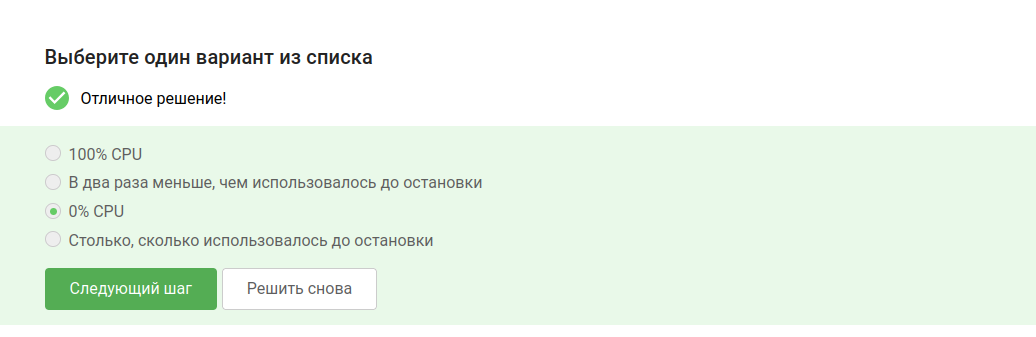 Выберите один вариант из списка
Отличное решение!
100% CPU
В два раза меньше, чем использовалось до остановки
0% CPU
Столько, сколько использовалось до остановки
Следующий шаг
Решить снова